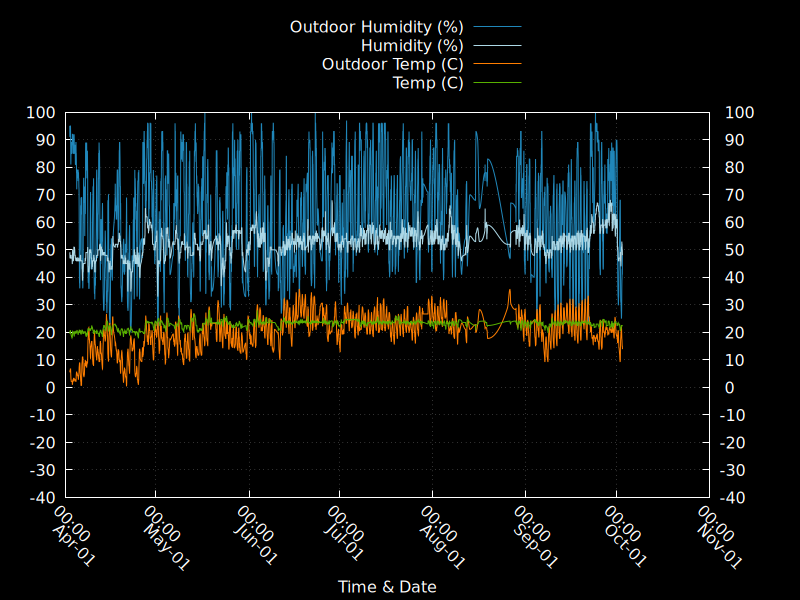 Outdoor Humidity (%)
Humidity (%)
Outdoor Temp (C)
Temp (C)
100 100
90 90
80 80
70 70
60 60
50 50
40 40
30 30
20 20
10 10
0 0
-10 -10
-20 -20
-30 -30
-40 -40
00:00 00:00 00:00 00:00 00:00 00:00 00:00 00:00
Apr-01 May-01 Jun-01 Jul-01 Aug-01 Sep-01 Oct-01 Nov-01
Time & Date